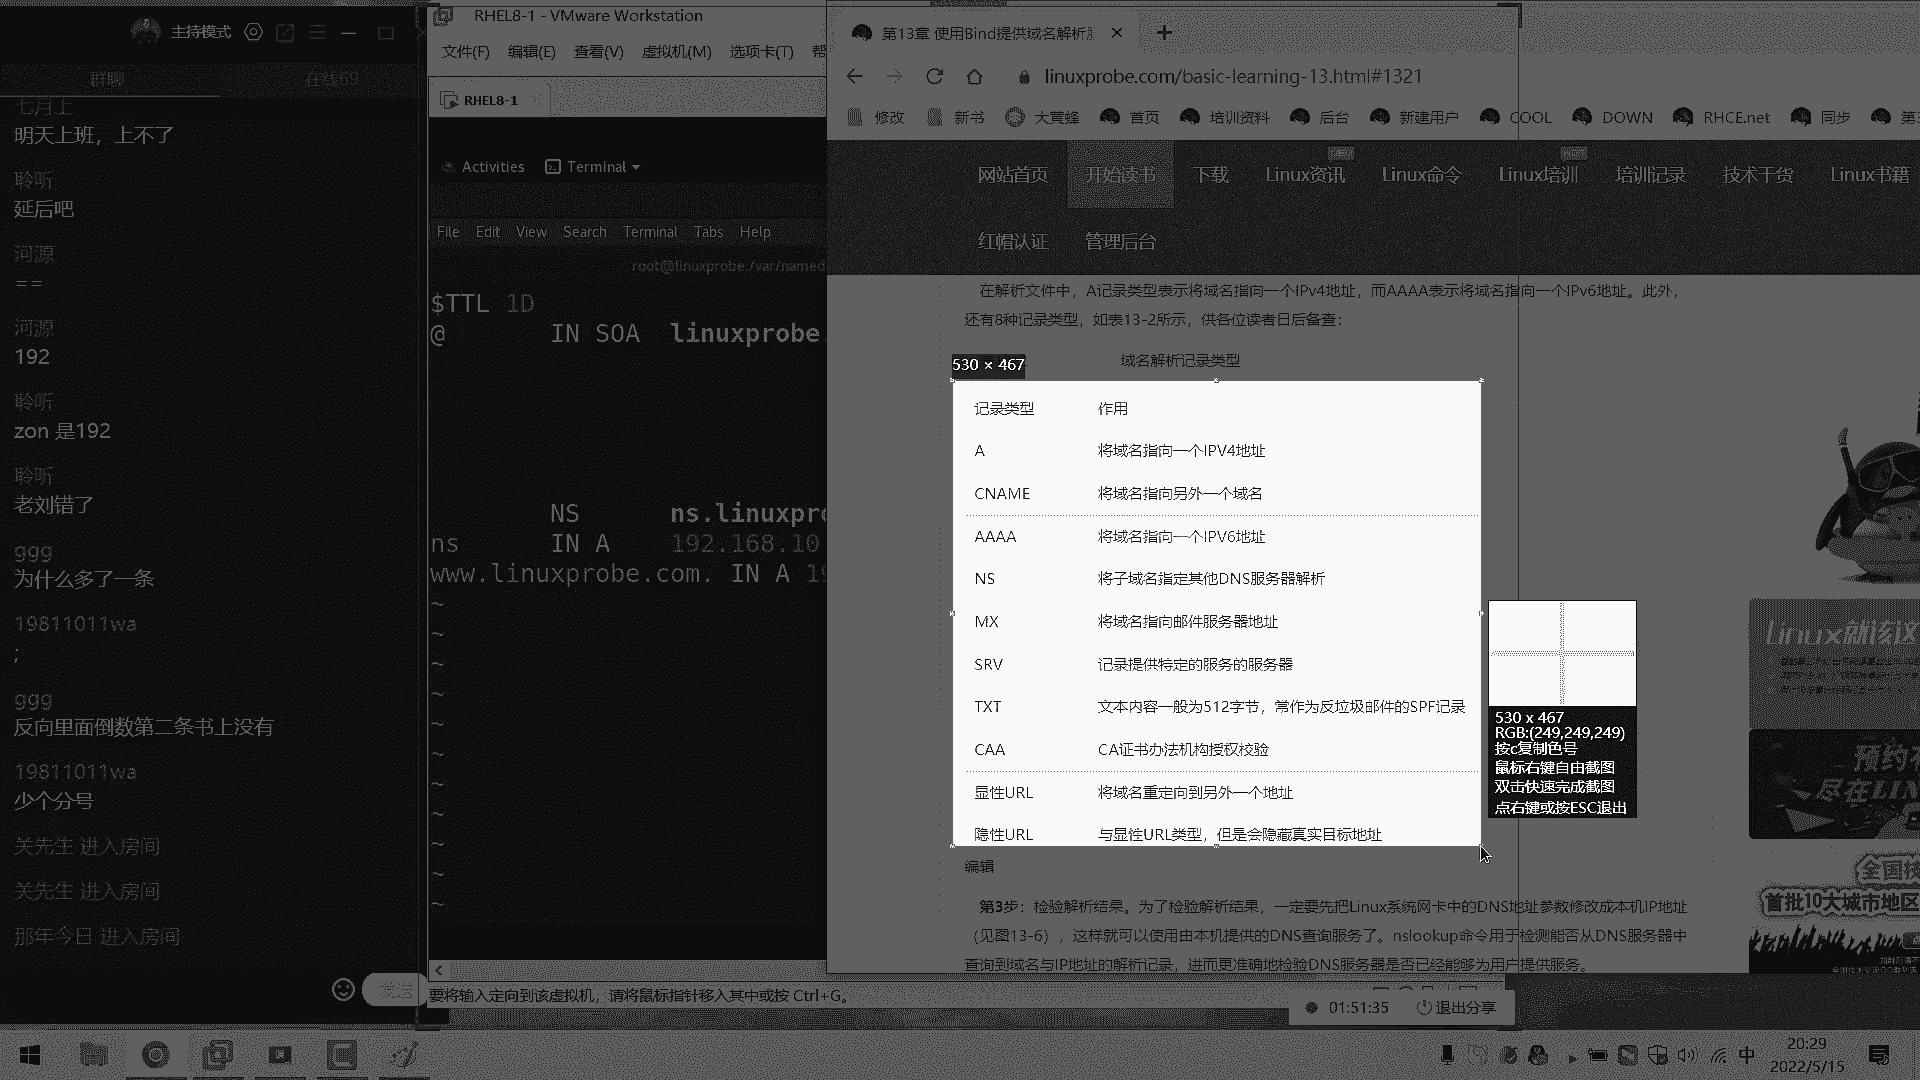 主持模式
群聊
在线69
七月上
明天上班，上不了
聆听
延后吧
河源
==
河源
192
聆听
zon 是192
聆听
老刘错了
ggg
为什么多了一条
19811011wa
;
ggg
反向里面倒数第二条书上没有
19811011wa
少个分号
关先生 进入房间
关先生 进入房间
那年今日 进入房间
发送
RHEL8-1 - VMware Workstation
文件(F) 编辑(E) 查看(V) 虚拟机(M) 选项卡(T) 帮
RHEL8-1
Activities Terminal
File Edit View Search Terminal Tabs Help
root@linuxprobe:/var/named
$TTL 1D
@ IN SOA linuxprobe.
NS ns.linuxpro
ns IN A 192.168.10
www.linuxprobe.com. IN A 19
~
~
~
~
~
~
~
~
~
~
~
要将输入定向到该虚拟机，请将鼠标指针移入其中或按 Ctrl+G。
第13章 使用Bind提供域名解析
linuxprobe.com/basic-learning-13.html#1321
修改 新书 大黄蜂 首页 培训资料 后台 新建用户 COOL DOWN RHCE.net 同步 第
网站首页 开始读书 下载 Linux资讯 Linux命令 Linux培训 培训记录 技术干货 Linux书籍
红帽认证 管理后台
在解析文件中，A记录类型表示将域名指向一个IPv4地址，而AAAA表示将域名指向一个IPv6地址。此外，
还有8种记录类型，如表13-2所示，供各位读者日后备查：
530 × 467
域名解析记录类型
记录类型 作用
A 将域名指向一个IPV4地址
CNAME 将域名指向另外一个域名
AAAA 将域名指向一个IPV6地址
NS 将子域名指定其他DNS服务器解析
MX 将域名指向邮件服务器地址
SRV 记录提供特定的服务的服务器
TXT 文本内容一般为512字节，常作为反垃圾邮件的SPF记录
CAA CA证书办法机构授权校验
显性URL 将域名重定向到另外一个地址
隐性URL 与显性URL类型，但是会隐藏真实目标地址
编辑
第3步：检验解析结果。为了检验解析结果，一定要先把Linux系统网卡中的DNS地址参数修改成本机IP地址
（见图13-6），这样就可以使用由本机提供的DNS查询服务了。nslookup命令用于检测能否从DNS服务器中
查询到域名与IP地址的解析记录，进而更准确地检验DNS服务器是否已经能够为用户提供服务。
530 x 467
RGB:(249,249,249)
按c复制色号
鼠标右键自由截图
双击快速完成截图
点右键或按ESC退出
Linux就该这
预约
尽在LIN
全国技
首批10大城市地区
01:51:35 退出分享
中
20:29
2022/5/15